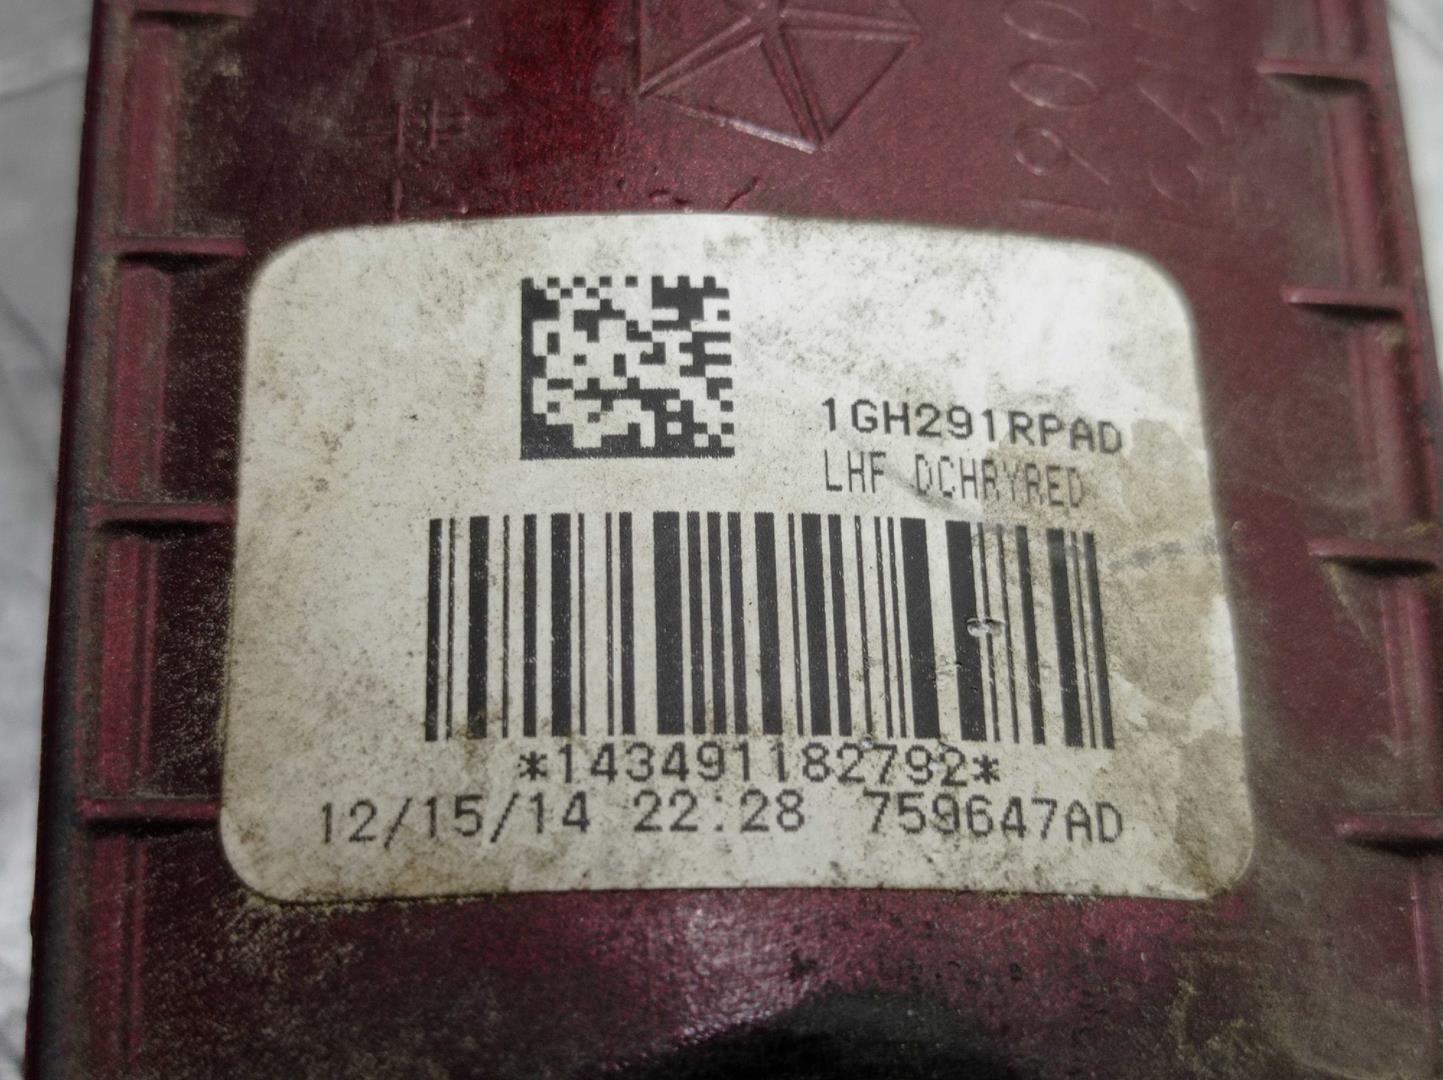 1GH291RPAD
LHF DCHRYRED
*143491182792*
12/15/14 22:28 759647AD